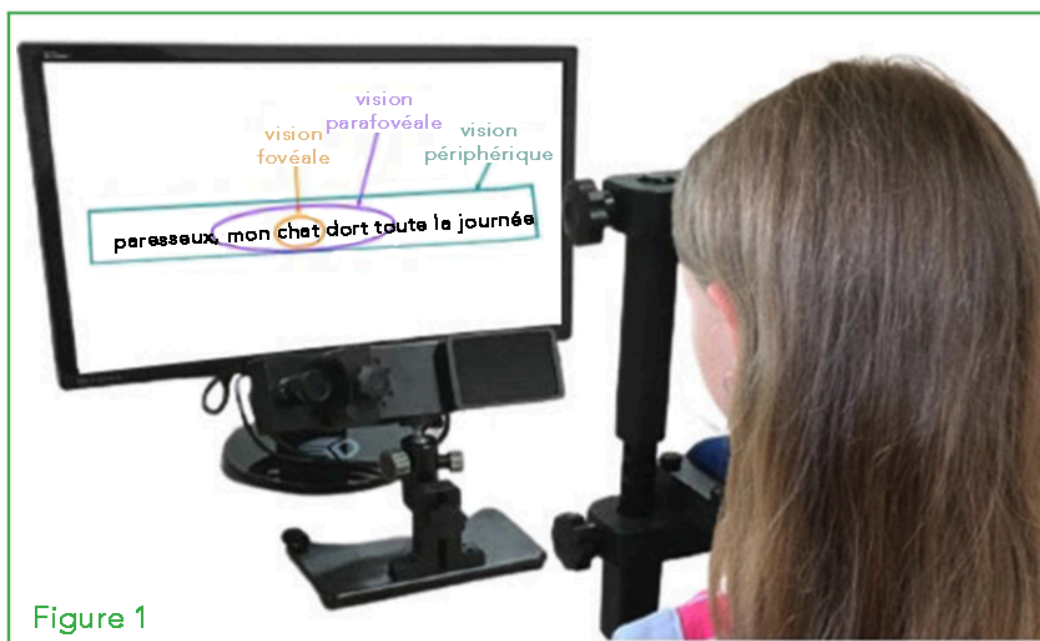 vision
parafovéale
vision
fovéale
vision
périphérique
paresseux, mon chat dort toute la journée
Figure 1